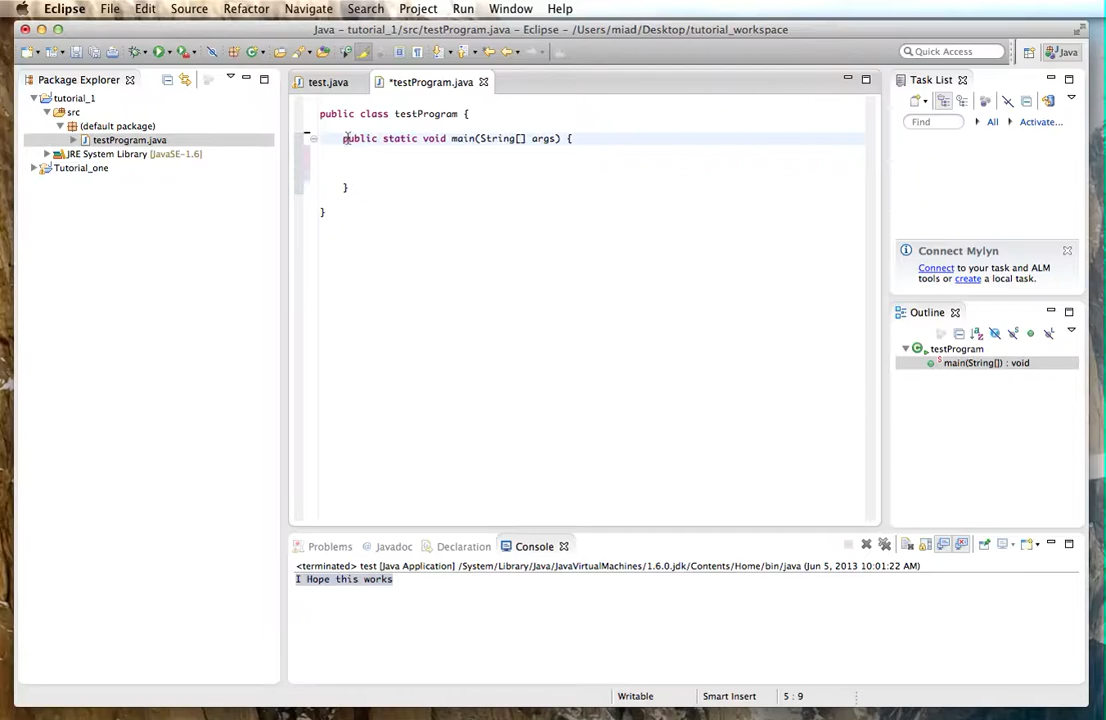 Eclipse File Edit Source Refactor Navigate Search Project Run Window Help
Java - tutorial_1/src/testProgram.java - Eclipse - /Users/miad/Desktop/tutorial_workspace
Quick Access
Java
Package Explorer
tutorial_1
src
(default package)
testProgram.java
JRE System Library [JavaSE-1.6]
Tutorial_one
test.java
*testProgram.java
public class testProgram {
public static void main(String[] args) {
}
}
Task List
Find
All
Activate...
Connect Mylyn
Connect to your task and ALM
tools or create a local task.
Outline
testProgram
main(String[]) : void
Problems
@ Javadoc
Declaration
Console
<terminated> test [Java Application] /System/Library/Java/JavaVirtualMachines/1.6.0.jdk/Contents/Home/bin/java (Jun 5, 2013 10:01:22 AM)
I Hope this works
Writable
Smart Insert
5 : 9